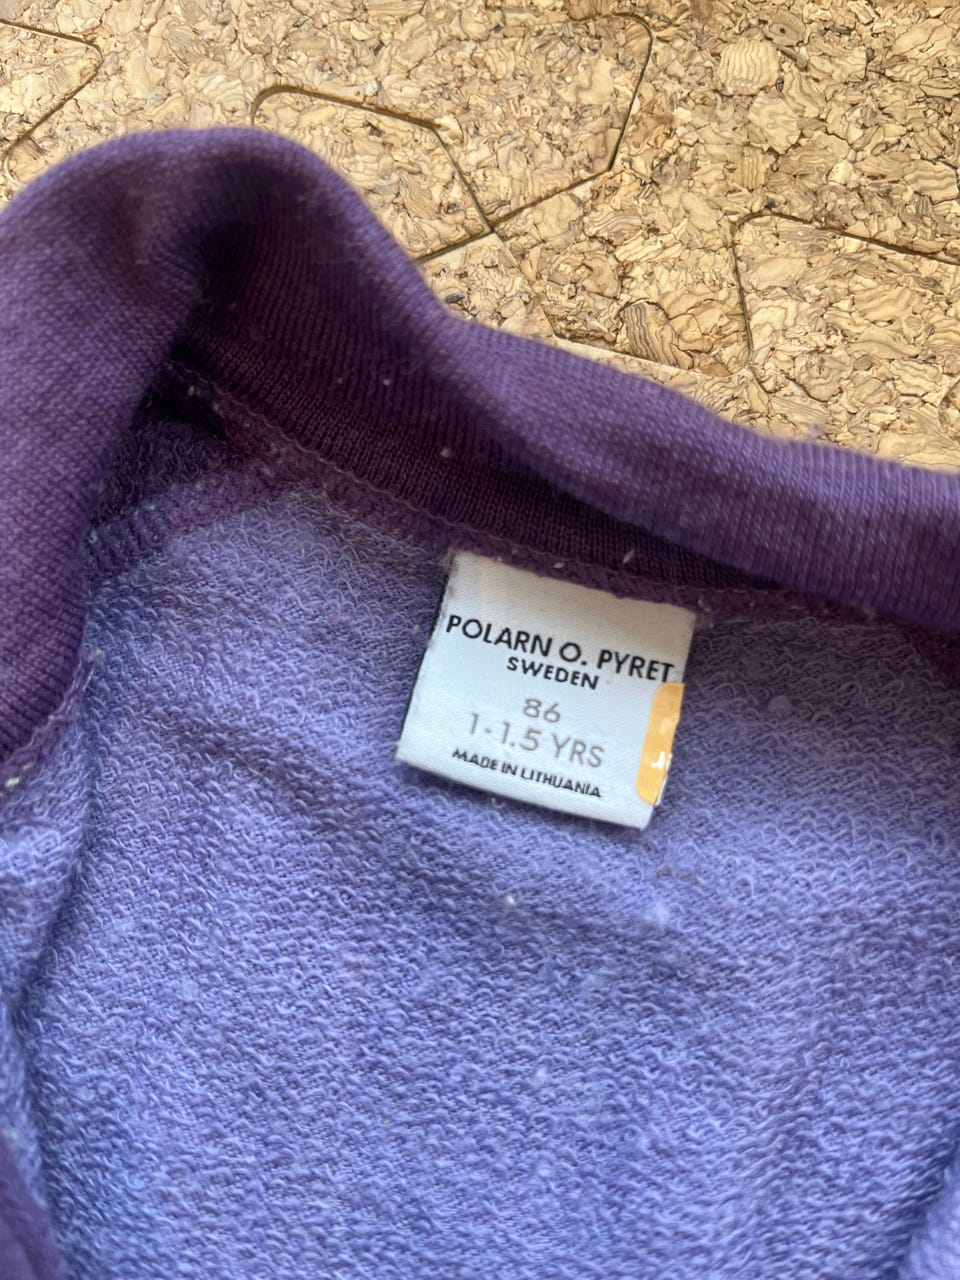 POLARN O. PYRET
SWEDEN
86
1-1.5 YRS
MADE IN LITHUANIA